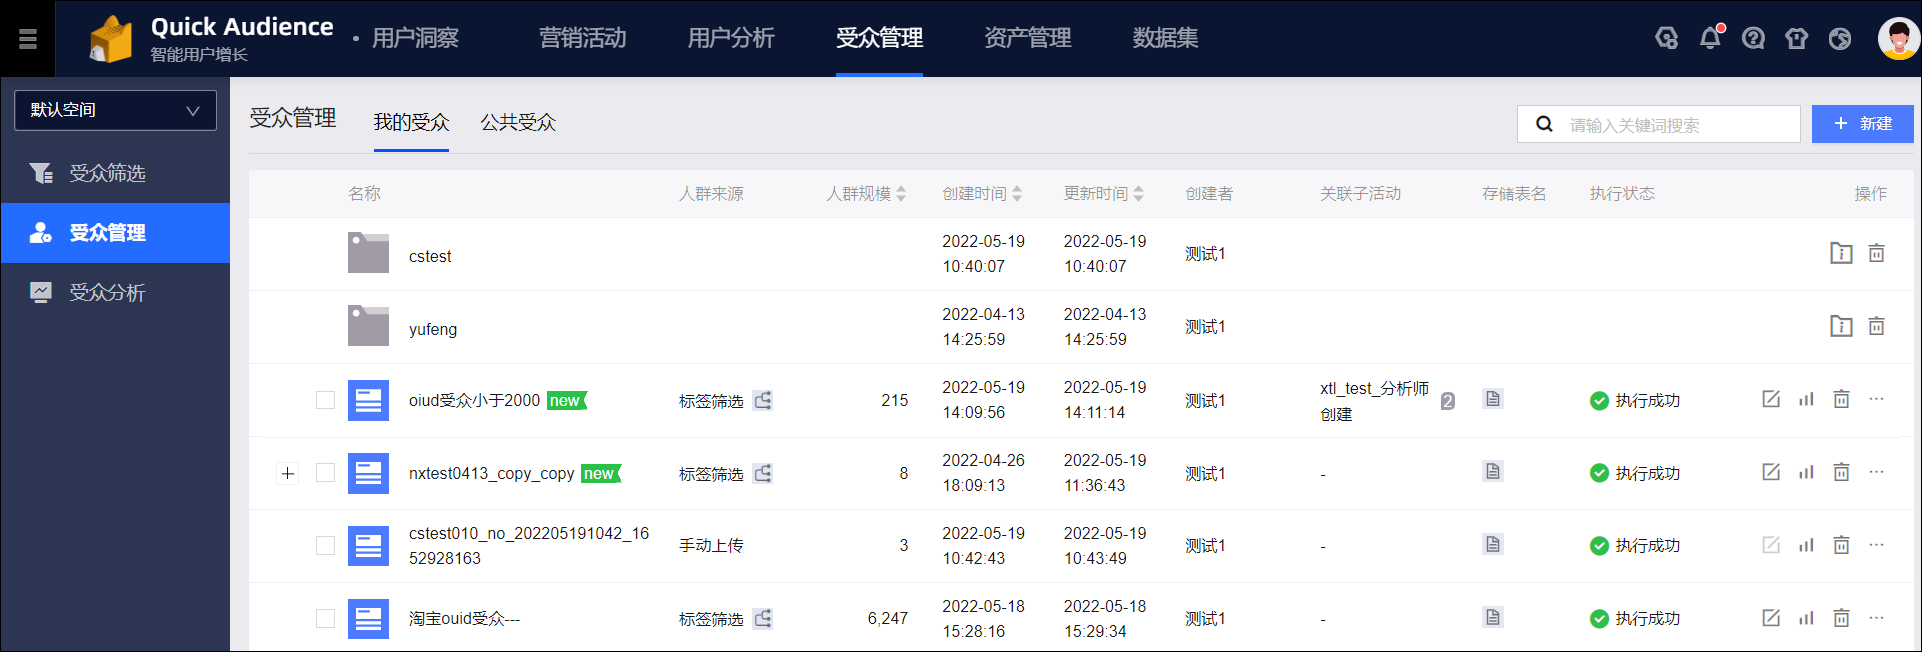 Quick Audience
智能用户增长
· 用户洞察 营销活动 用户分析 受众管理 资产管理 数据集
默认空间
受众筛选
受众管理
受众分析
受众管理 我的受众 公共受众
请输入关键词搜索
+ 新建
名称 人群来源 人群规模 创建时间 更新时间 创建者 关联子活动 存储表名 执行状态 操作
cstest 2022-05-19 10:40:07 2022-05-19 10:40:07 测试1
yufeng 2022-04-13 14:25:59 2022-04-13 14:25:59 测试1
oiud受众小于2000 new 标签筛选 215 2022-05-19 14:09:56 2022-05-19 14:11:14 测试1 xtl_test_分析师创建 2 执行成功
nxtest0413_copy_copy new 标签筛选 8 2022-04-26 18:09:13 2022-05-19 11:36:43 测试1 - 执行成功
cstest010_no_202205191042_1652928163 手动上传 3 2022-05-19 10:42:43 2022-05-19 10:43:49 测试1 - 执行成功
淘宝ouid受众--- 标签筛选 6,247 2022-05-18 15:28:16 2022-05-18 15:29:34 测试1 - 执行成功